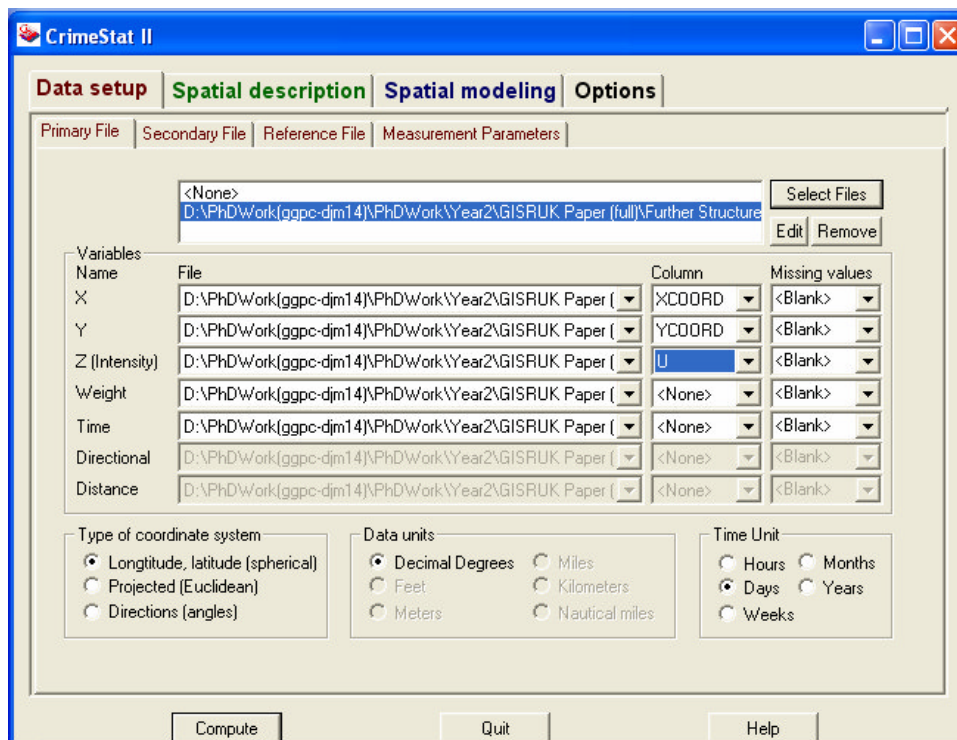 CrimeStat II
Data setup Spatial description Spatial modeling Options
Primary File Secondary File Reference File Measurement Parameters
<None>
Select Files
D:\PhDWork(ggpc-djm14)\PhDWork\Year2\GISRUK Paper (full)\Further Structure
Edit Remove
Variables
Name File Column Missing values
X D:\PhDWork(ggpc-djm14)\PhDWork\Year2\GISRUK Paper ( XCOORD <Blank>
Y D:\PhDWork(ggpc-djm14)\PhDWork\Year2\GISRUK Paper ( YCOORD <Blank>
Z (Intensity) D:\PhDWork(ggpc-djm14)\PhDWork\Year2\GISRUK Paper ( U <Blank>
Weight D:\PhDWork(ggpc-djm14)\PhDWork\Year2\GISRUK Paper ( <None> <Blank>
Time D:\PhDWork(ggpc-djm14)\PhDWork\Year2\GISRUK Paper ( <None> <Blank>
Directional D:\PhDWork(ggpc-djm14)\PhDWork\Year2\GISRUK Paper ( <None> <Blank>
Distance D:\PhDWork(ggpc-djm14)\PhDWork\Year2\GISRUK Paper ( <None> <Blank>
Type of coordinate system Data units Time Unit
Longtitude, latitude (spherical) Decimal Degrees Miles Hours Months
Projected (Euclidean) Feet Kilometers Days Years
Directions (angles) Meters Nautical miles Weeks
Compute Quit Help